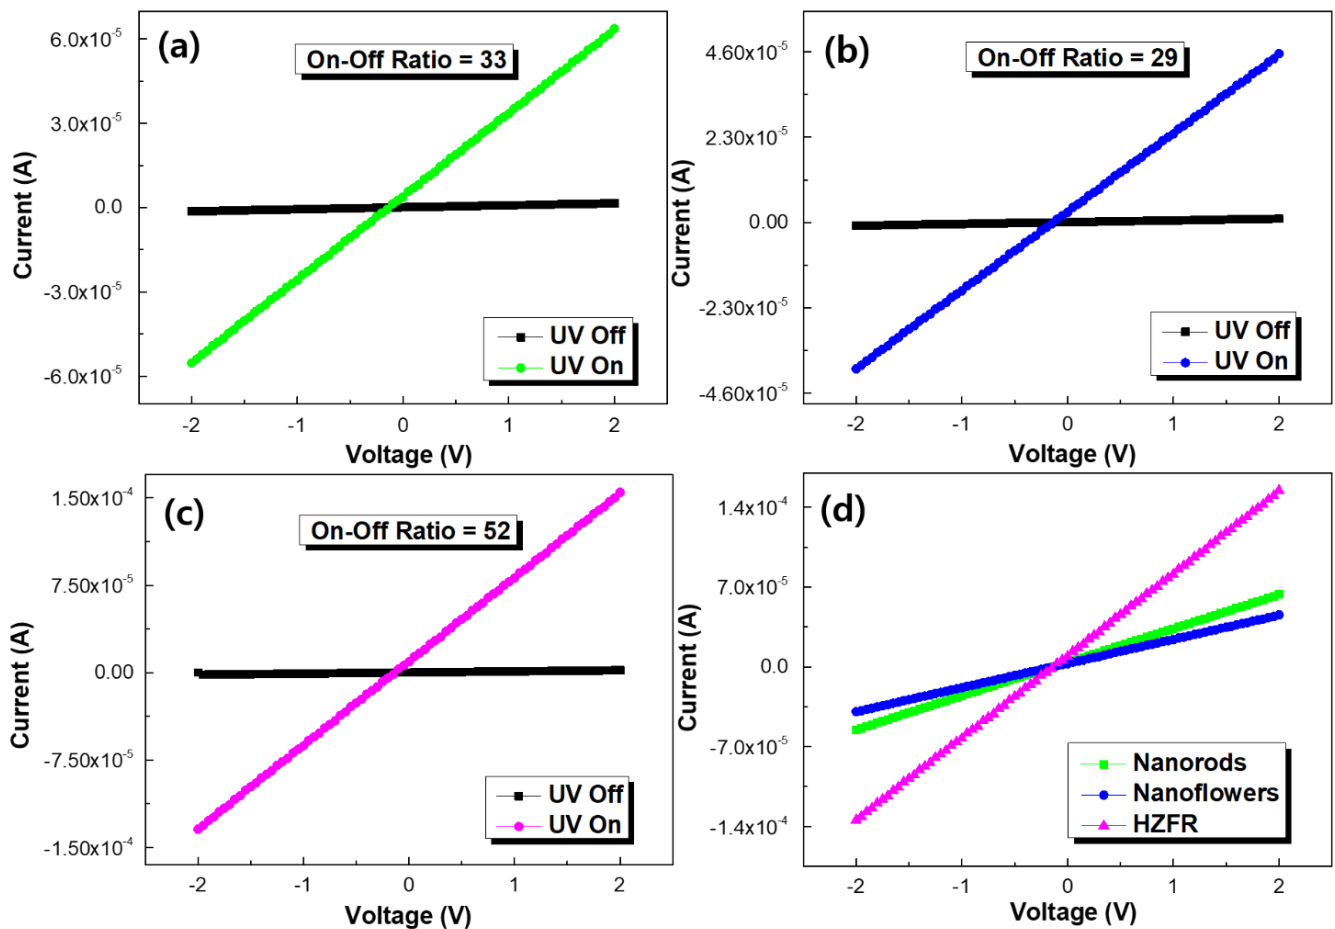 (a)
On-Off Ratio = 33
6.0x10⁻⁵
3.0x10⁻⁵
0.0
-3.0x10⁻⁵
-6.0x10⁻⁵
Current (A)
UV Off
UV On
-2 -1 0 1 2
Voltage (V)
(b)
On-Off Ratio = 29
4.60x10⁻⁵
2.30x10⁻⁵
0.00
-2.30x10⁻⁵
-4.60x10⁻⁵
Current (A)
UV Off
UV On
-2 -1 0 1 2
Voltage (V)
(c)
On-Off Ratio = 52
1.50x10⁻⁴
7.50x10⁻⁵
0.00
-7.50x10⁻⁵
-1.50x10⁻⁴
Current (A)
UV Off
UV On
-2 -1 0 1 2
Voltage (V)
(d)
1.4x10⁻⁴
7.0x10⁻⁵
0.0
-7.0x10⁻⁵
-1.4x10⁻⁴
Current (A)
Nanorods
Nanoflowers
HZFR
-2 -1 0 1 2
Voltage (V)